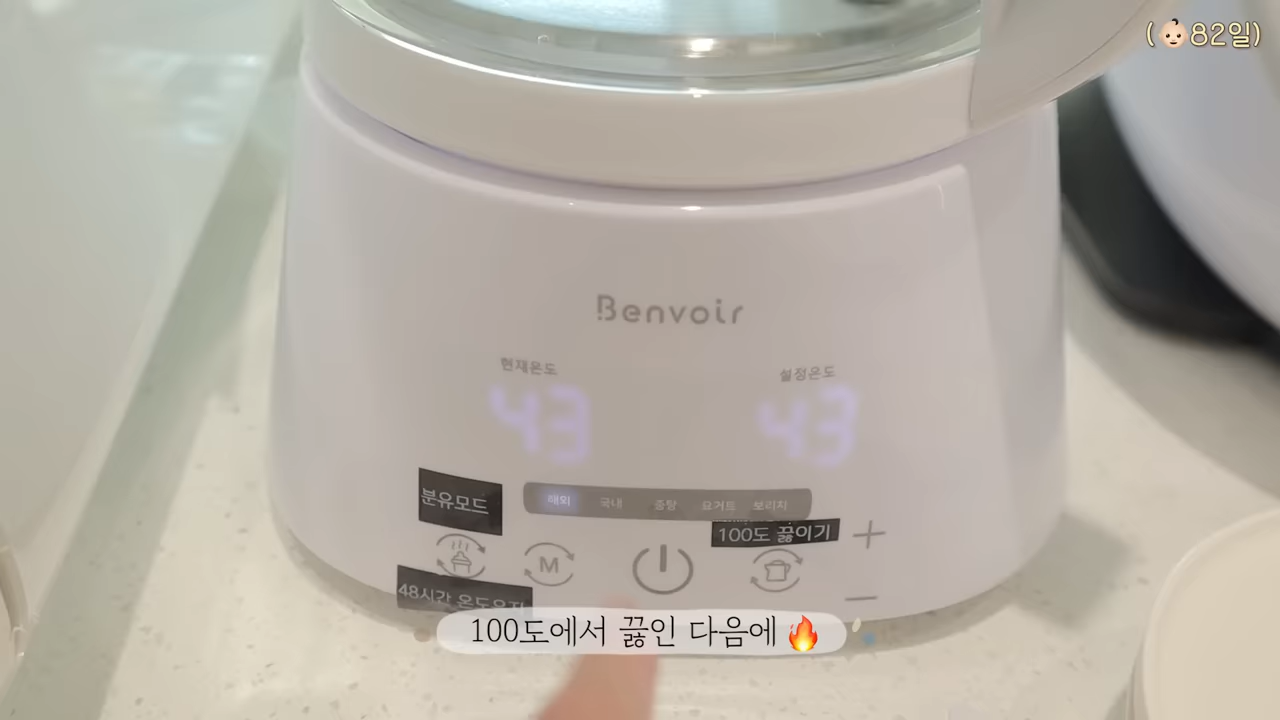 (👶🏻82일)
Benvoir
현재온도
설정온도
43
43
분유모드
해외 국내 중탕 요거트 보리차
100도 끓이기
+
M
48시간 온도유지
−
100도에서 끓인 다음에🔥